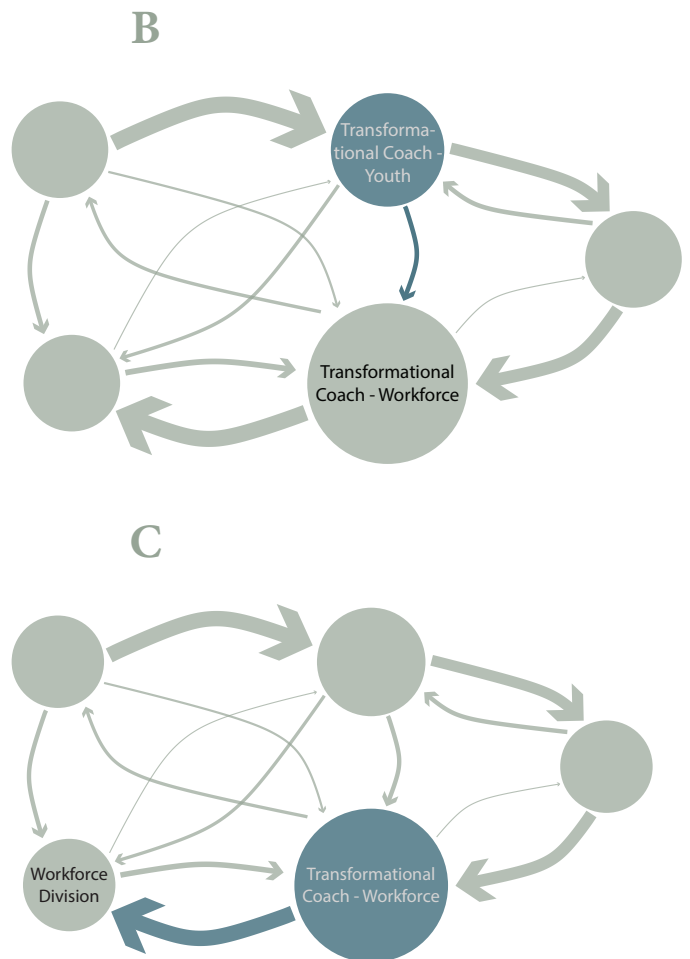 B
Transforma-
tional Coach -
Youth
Transformational
Coach - Workforce
C
Workforce
Division
Transformational
Coach - Workforce